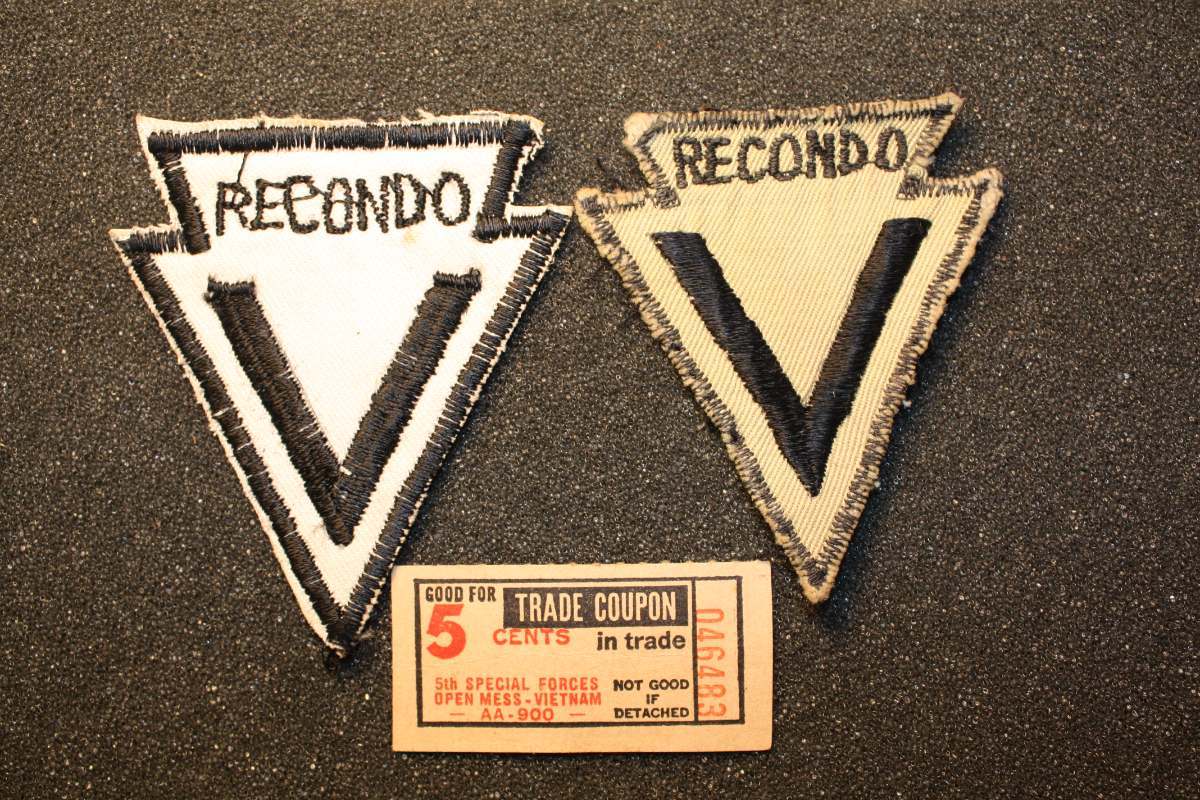 RECONDO
V
RECONDO
V
GOOD FOR
5 CENTS
TRADE COUPON
in trade
5th SPECIAL FORCES
OPEN MESS - VIETNAM
— AA-900 —
NOT GOOD
IF
DETACHED
046483